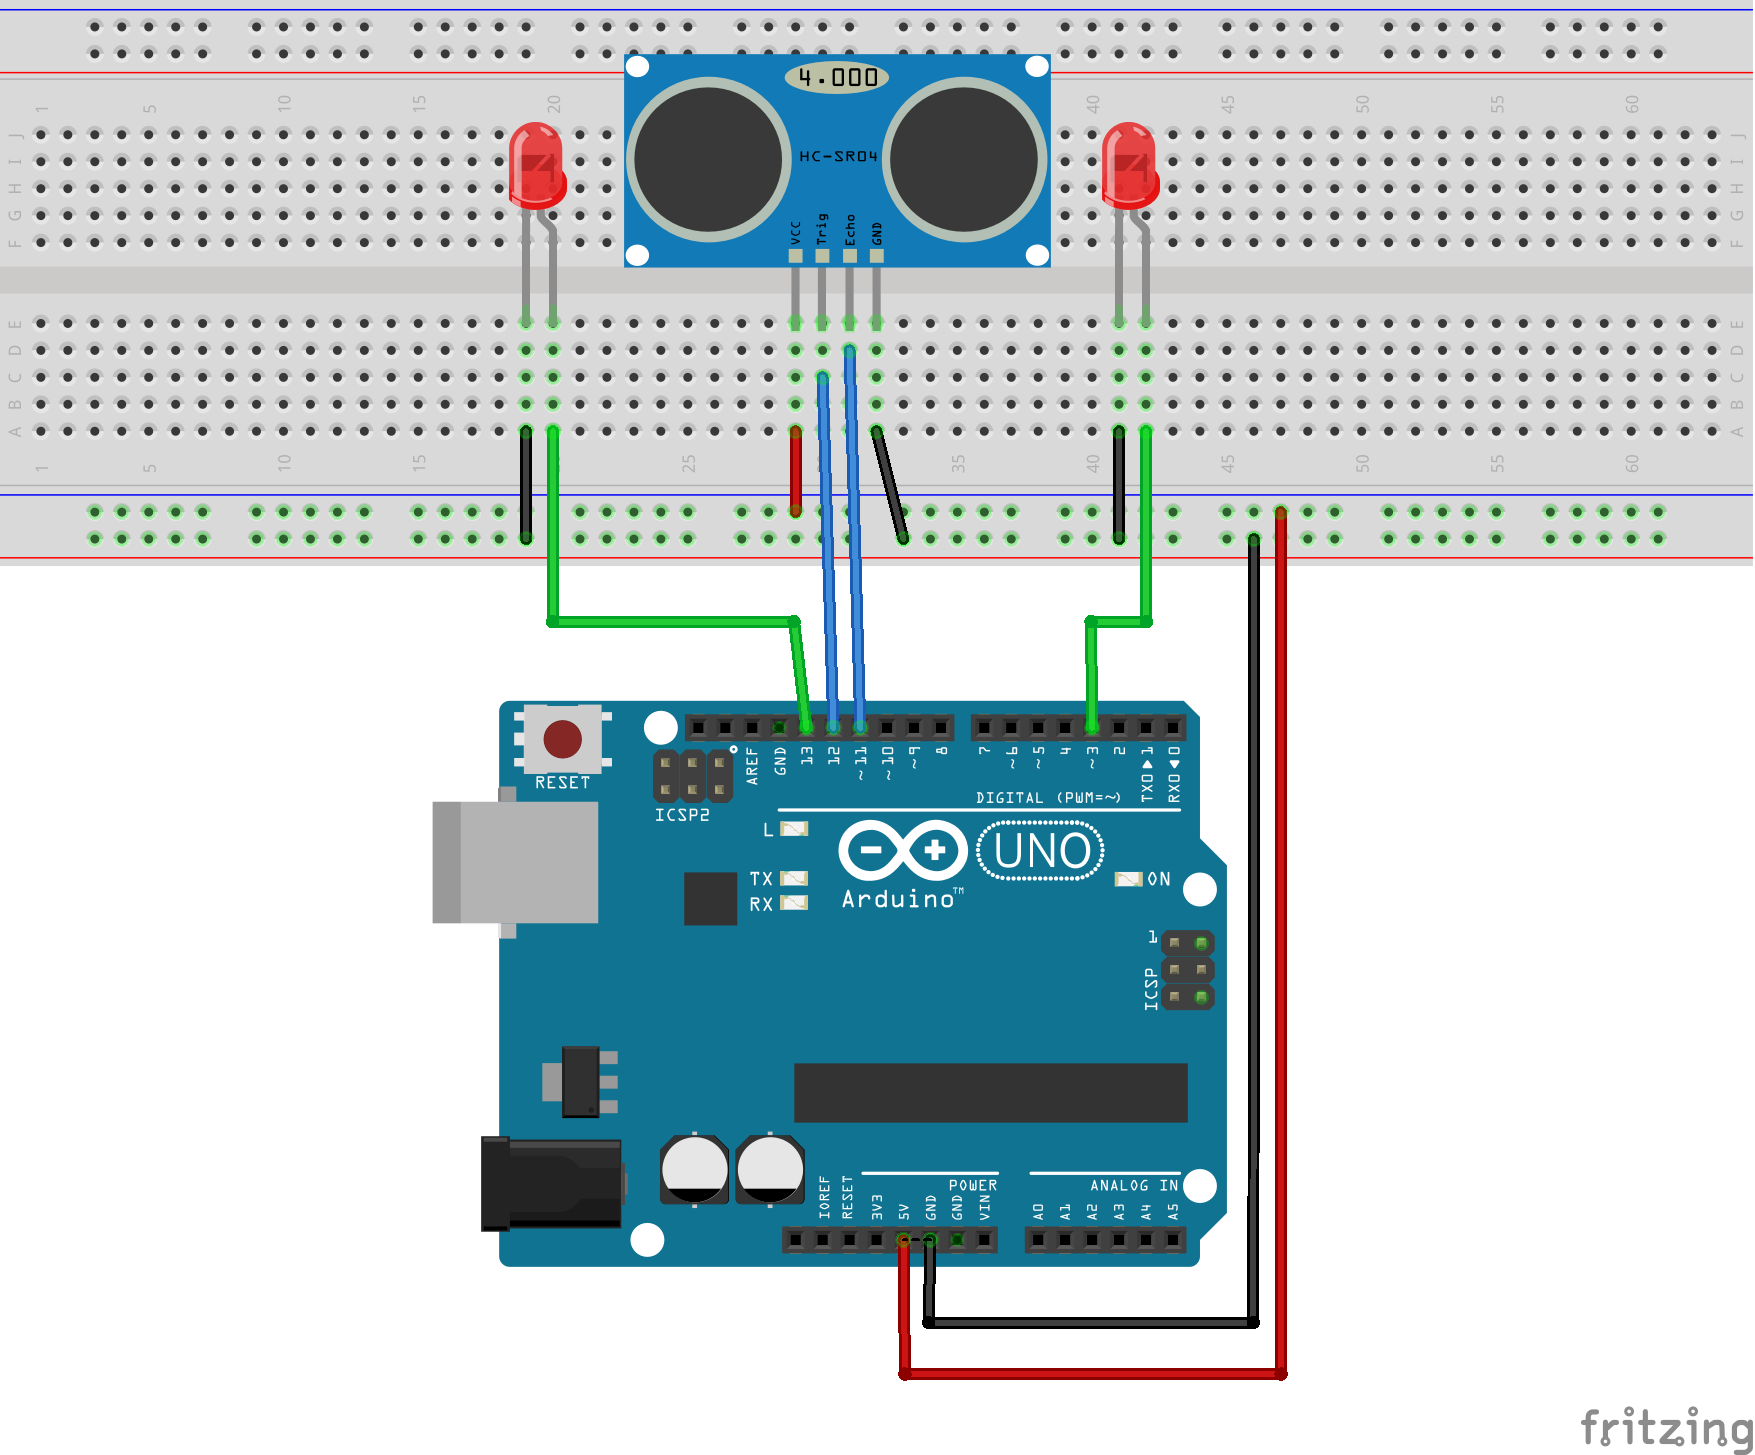 1 5 10 15 20 40 45 50 55 60
4.000
J J
I I
H H
G G
F F
HC-SR04
VCC Trig Echo GND
E E
D D
C C
B B
A A
1 5 10 15 25 35 40 45 50 55 60
RESET
AREF GND 13 12 ~11 ~10 ~9 8 7 ~6 ~5 4 ~3 2 TX0▶1 RX0◀0
ICSP2
DIGITAL (PWM=~)
L
UNO
TX
RX
ON
Arduino™
1
ICSP
POWER
ANALOG IN
IOREF RESET 3V3 5V GND GND VIN A0 A1 A2 A3 A4 A5
fritzing